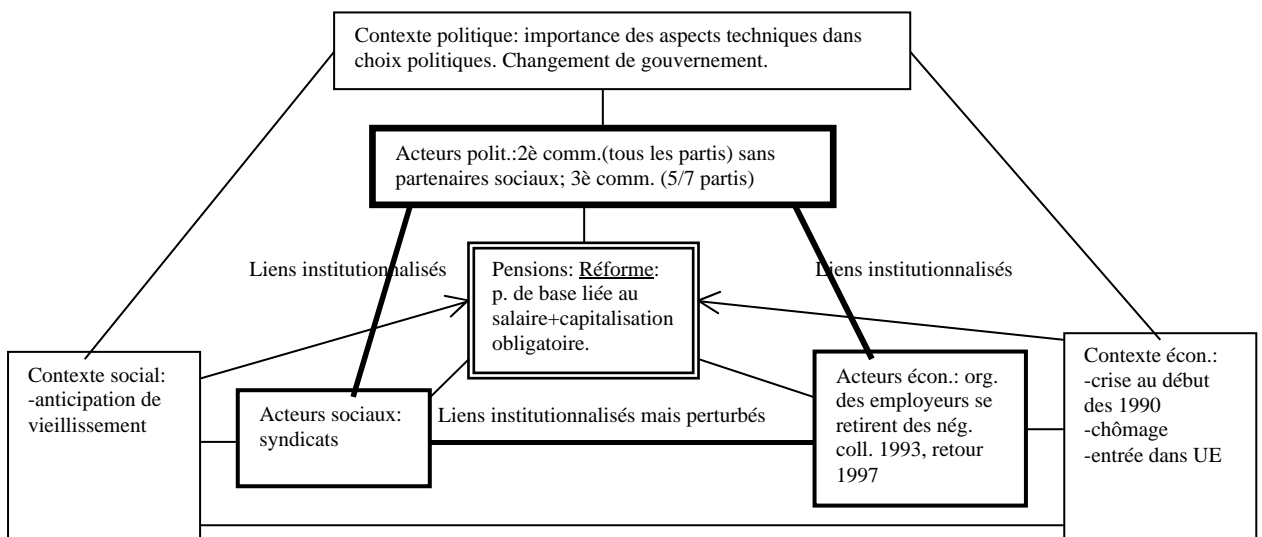 Contexte politique: importance des aspects techniques dans
choix politiques. Changement de gouvernement.
Acteurs polit.:2è comm.(tous les partis) sans
partenaires sociaux; 3è comm. (5/7 partis)
Liens institutionnalisés
Pensions: Réforme:
p. de base liée au
salaire+capitalisation
obligatoire.
Liens institutionnalisés
Contexte social:
-anticipation de
vieillissement
Acteurs sociaux:
syndicats
Liens institutionnalisés mais perturbés
Acteurs écon.: org.
des employeurs se
retirent des nég.
coll. 1993, retour
1997
Contexte écon.:
-crise au début
des 1990
-chômage
-entrée dans UE